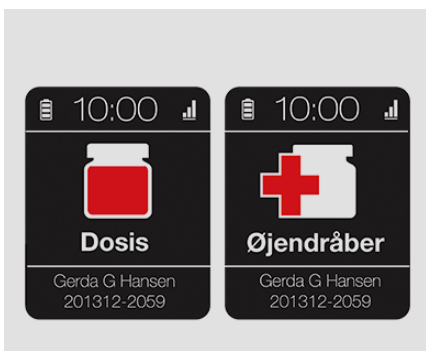 10:00
Dosis
Gerda G Hansen
201312-2059
10:00
Øjendråber
Gerda G Hansen
201312-2059